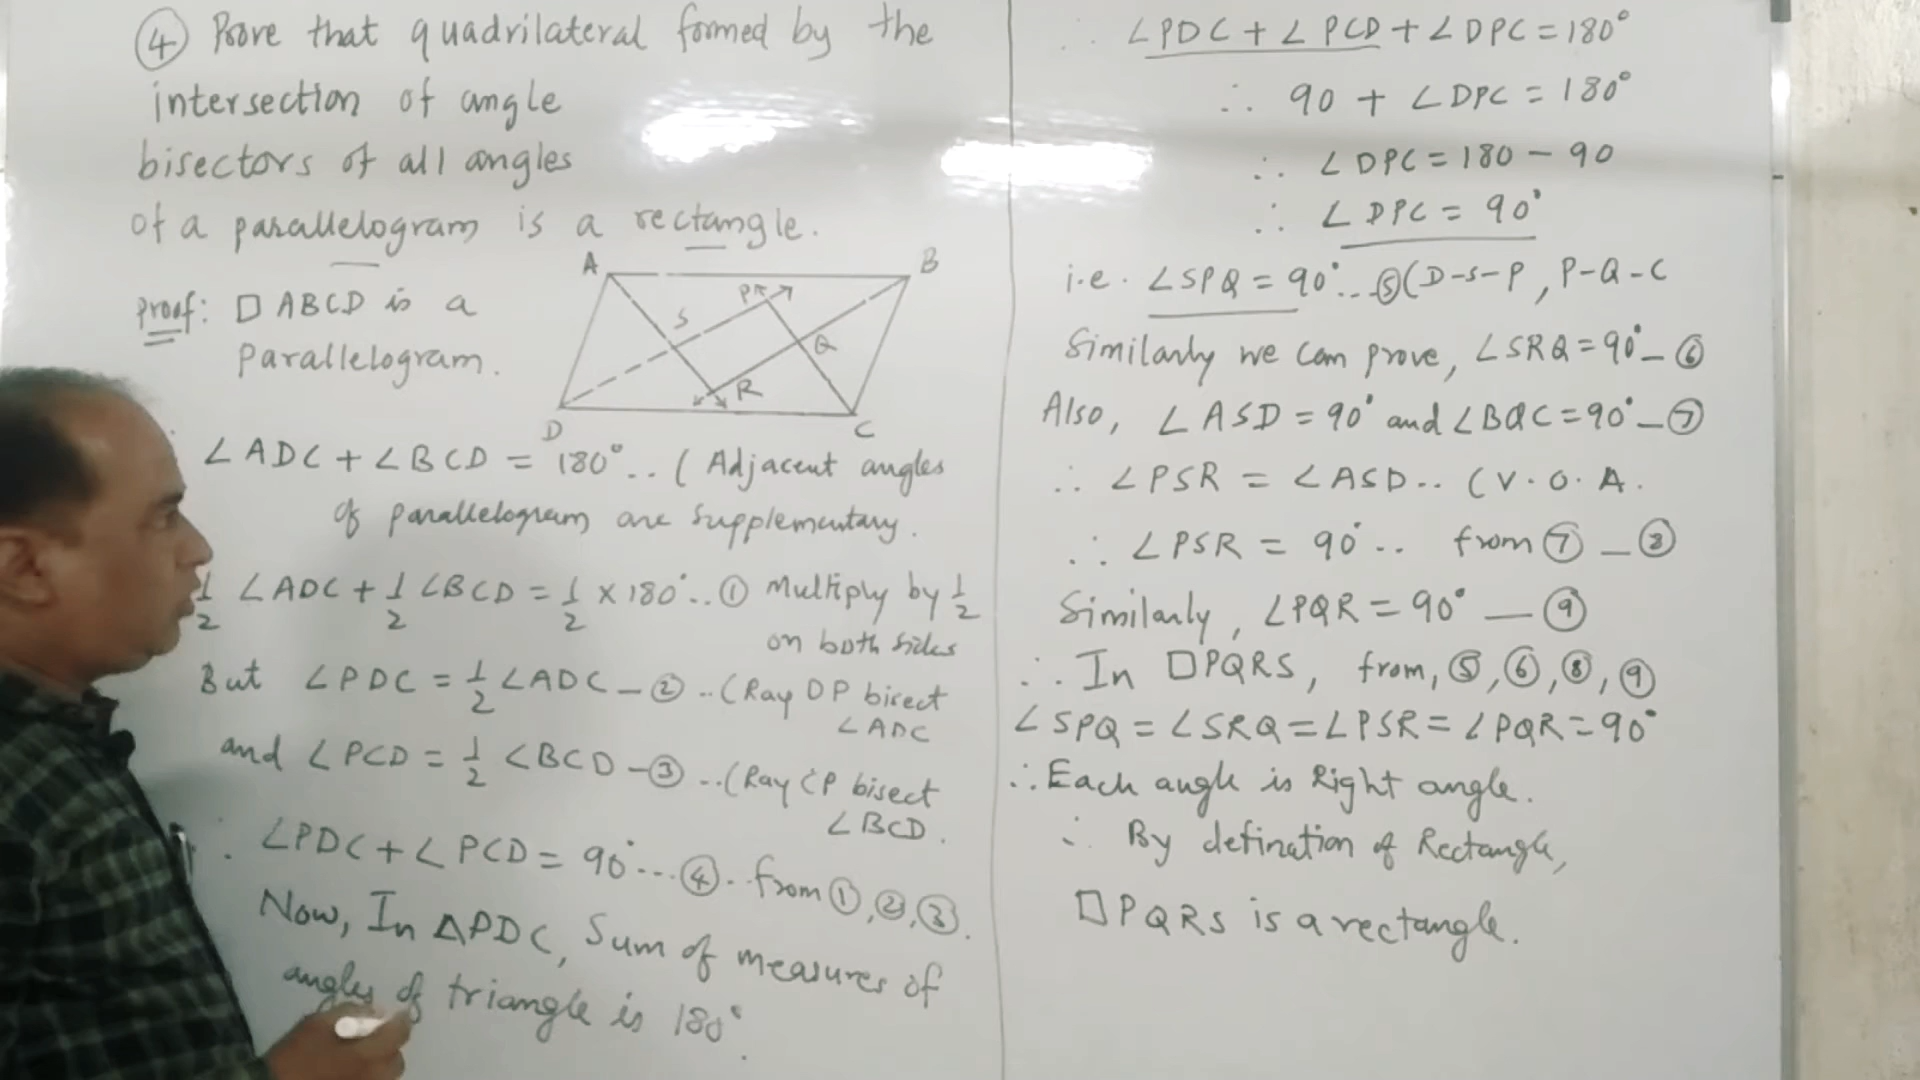 ④ Prove that quadrilateral formed by the
intersection of angle
bisectors of all angles
of a parallelogram is a rectangle.
Proof: □ ABCD is a
Parallelogram.
A
B
P
S
Q
R
D
C
∠ADC + ∠BCD = 180° .. ( Adjacent angles
of parallelogram are supplementary.
1/2 ∠ADC + 1/2 ∠BCD = 1/2 × 180° .. ① Multiply by 1/2
on both sides
But ∠PDC = 1/2 ∠ADC — ② .. (Ray DP bisect
∠ADC
and ∠PCD = 1/2 ∠BCD — ③ .. (Ray CP bisect
∠BCD.
∴ ∠PDC + ∠PCD = 90° ... ④ .. from ①, ②, ③.
Now, In △PDC, Sum of measures of
angles of triangle is 180°.
∴ ∠PDC + ∠PCD + ∠DPC = 180°
∴ 90 + ∠DPC = 180°
∴ ∠DPC = 180 − 90
∴ ∠DPC = 90°
i.e. ∠SPQ = 90° .. ⑤ (D-S-P, P-Q-C
Similarly we can prove, ∠SRQ = 90° — ⑥
Also, ∠ASD = 90° and ∠BQC = 90° — ⑦
∴ ∠PSR = ∠ASD .. (V.O.A.
∴ ∠PSR = 90° .. from ⑦ — ⑧
Similarly, ∠PQR = 90° — ⑨
∴ In □PQRS, from, ⑤, ⑥, ⑧, ⑨
∠SPQ = ∠SRQ = ∠PSR = ∠PQR = 90°
∴ Each angle is Right angle.
∴ By defination of Rectangle,
□PQRS is a rectangle.